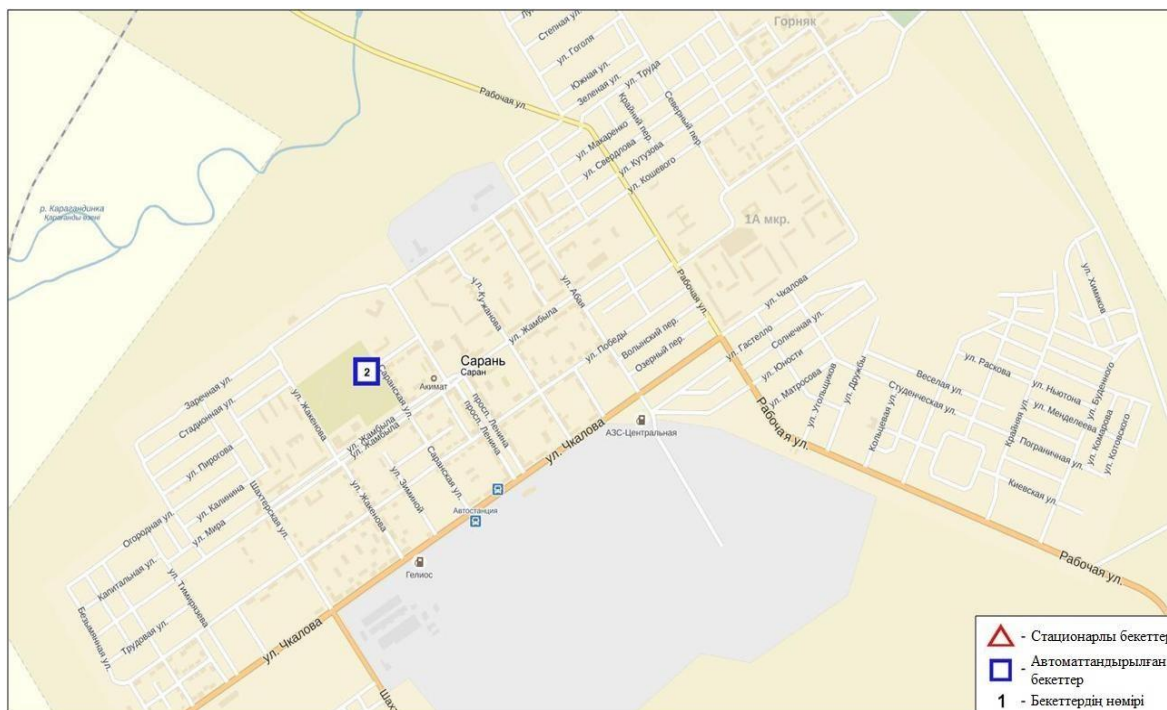 Степная ул.
ул. Гоголя
Горняк
Южная ул.
Зеленая ул.
ул. Труда
Рабочая ул.
Крайний пер.
Северный пер.
ул. Макаренко
ул. Свердлова
ул. Кутузова
ул. Кошевого
р. Карагандинка
1А мкр.
ул. Кужанова
ул. Абая
Рабочая ул.
ул. Чкалова
ул. Химиков
ул. Жамбыла
ул. Победы
Волынский пер.
Озерный пер.
ул. Гастелло
Солнечная ул.
ул. Юности
ул. Матросова
ул. Угольщиков
ул. Дружбы
Сарань
Саран
Акимат
2
Саранская ул.
Заречная ул.
Стадионная ул.
ул. Жакенова
ул. Жамбыла
ул. Жамбыла
просп. Ленина
просп. Ленина
ул. Чкалова
АЗС-Центральная
Рабочая ул.
Веселая ул.
Студенческая ул.
Кольцевая ул.
ул. Раскова
ул. Ньютона
ул. Буденного
ул. Менделеева
Крайняя ул.
Пограничная ул.
ул. Комарова
ул. Котовского
Киевская ул.
ул. Пирогова
ул. Калинина
Огородная ул.
ул. Мира
Шахтерская ул.
ул. Жакенова
ул. Зиминой
Саранская ул.
Автостанция
Гелиос
Капитальная ул.
ул. Тимирязева
Безымянная ул.
Трудовая ул.
ул. Чкалова
Рабочая ул.
- Стационарлы бекеттер
- Автоматтандырылған
бекеттер
1 - Бекеттердің нөмірі